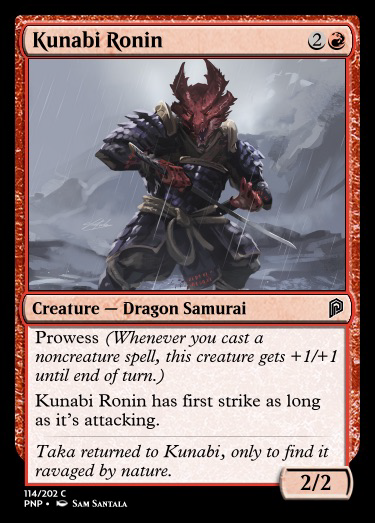 Kunabi Ronin 2
Creature — Dragon Samurai
Prowess (Whenever you cast a
noncreature spell, this creature gets +1/+1
until end of turn.)
Kunabi Ronin has first strike as long
as it's attacking.
Taka returned to Kunabi, only to find it
ravaged by nature.
2/2
114/202 C
PNP • Sam Santala